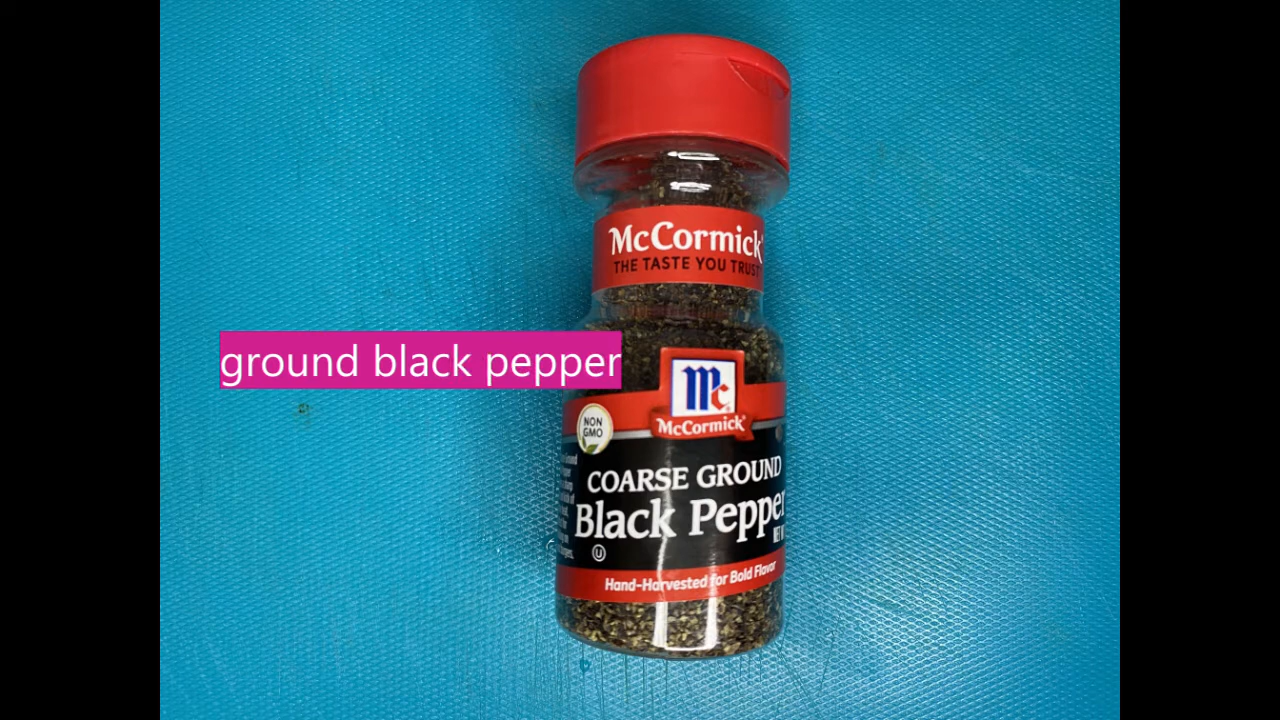 McCormick®
THE TASTE YOU TRUST
ground black pepper
Mc
McCormick®
NON
GMO
COARSE GROUND
Black Pepper
U
Hand-Harvested for Bold Flavor